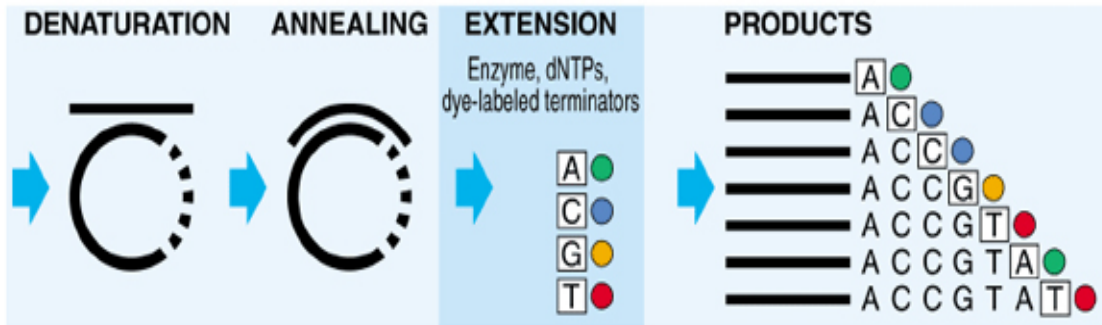 DENATURATION
ANNEALING
EXTENSION
Enzyme, dNTPs,
dye-labeled terminators
A
C
G
T
PRODUCTS
A
A C
A C C
A C C G
A C C G T
A C C G T A
A C C G T A T